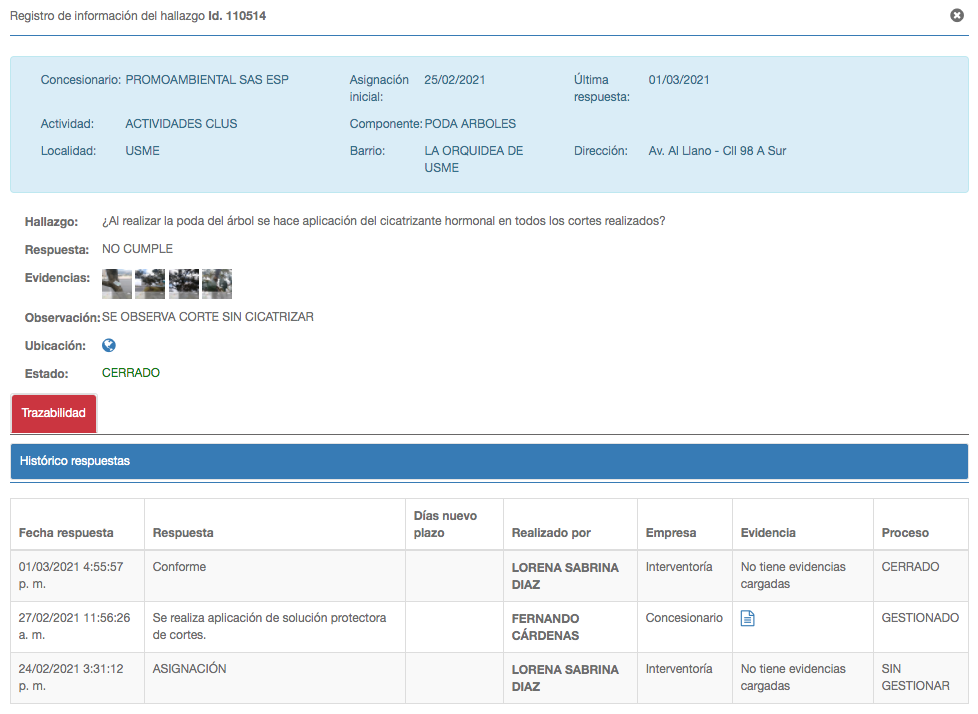 Registro de información del hallazgo Id. 110514
Concesionario: PROMOAMBIENTAL SAS ESP
Asignación inicial: 25/02/2021
Última respuesta: 01/03/2021
Actividad: ACTIVIDADES CLUS
Componente: PODA ARBOLES
Localidad: USME
Barrio: LA ORQUIDEA DE USME
Dirección: Av. Al Llano - Cll 98 A Sur
Hallazgo: ¿Al realizar la poda del árbol se hace aplicación del cicatrizante hormonal en todos los cortes realizados?
Respuesta: NO CUMPLE
Evidencias:
Observación: SE OBSERVA CORTE SIN CICATRIZAR
Ubicación:
Estado: CERRADO
Trazabilidad
Histórico respuestas
Fecha respuesta Respuesta Días nuevo plazo Realizado por Empresa Evidencia Proceso
01/03/2021 4:55:57 p. m. Conforme LORENA SABRINA DIAZ Interventoría No tiene evidencias cargadas CERRADO
27/02/2021 11:56:26 a. m. Se realiza aplicación de solución protectora de cortes. FERNANDO CÁRDENAS Concesionario GESTIONADO
24/02/2021 3:31:12 p. m. ASIGNACIÓN LORENA SABRINA DIAZ Interventoría No tiene evidencias cargadas SIN GESTIONAR